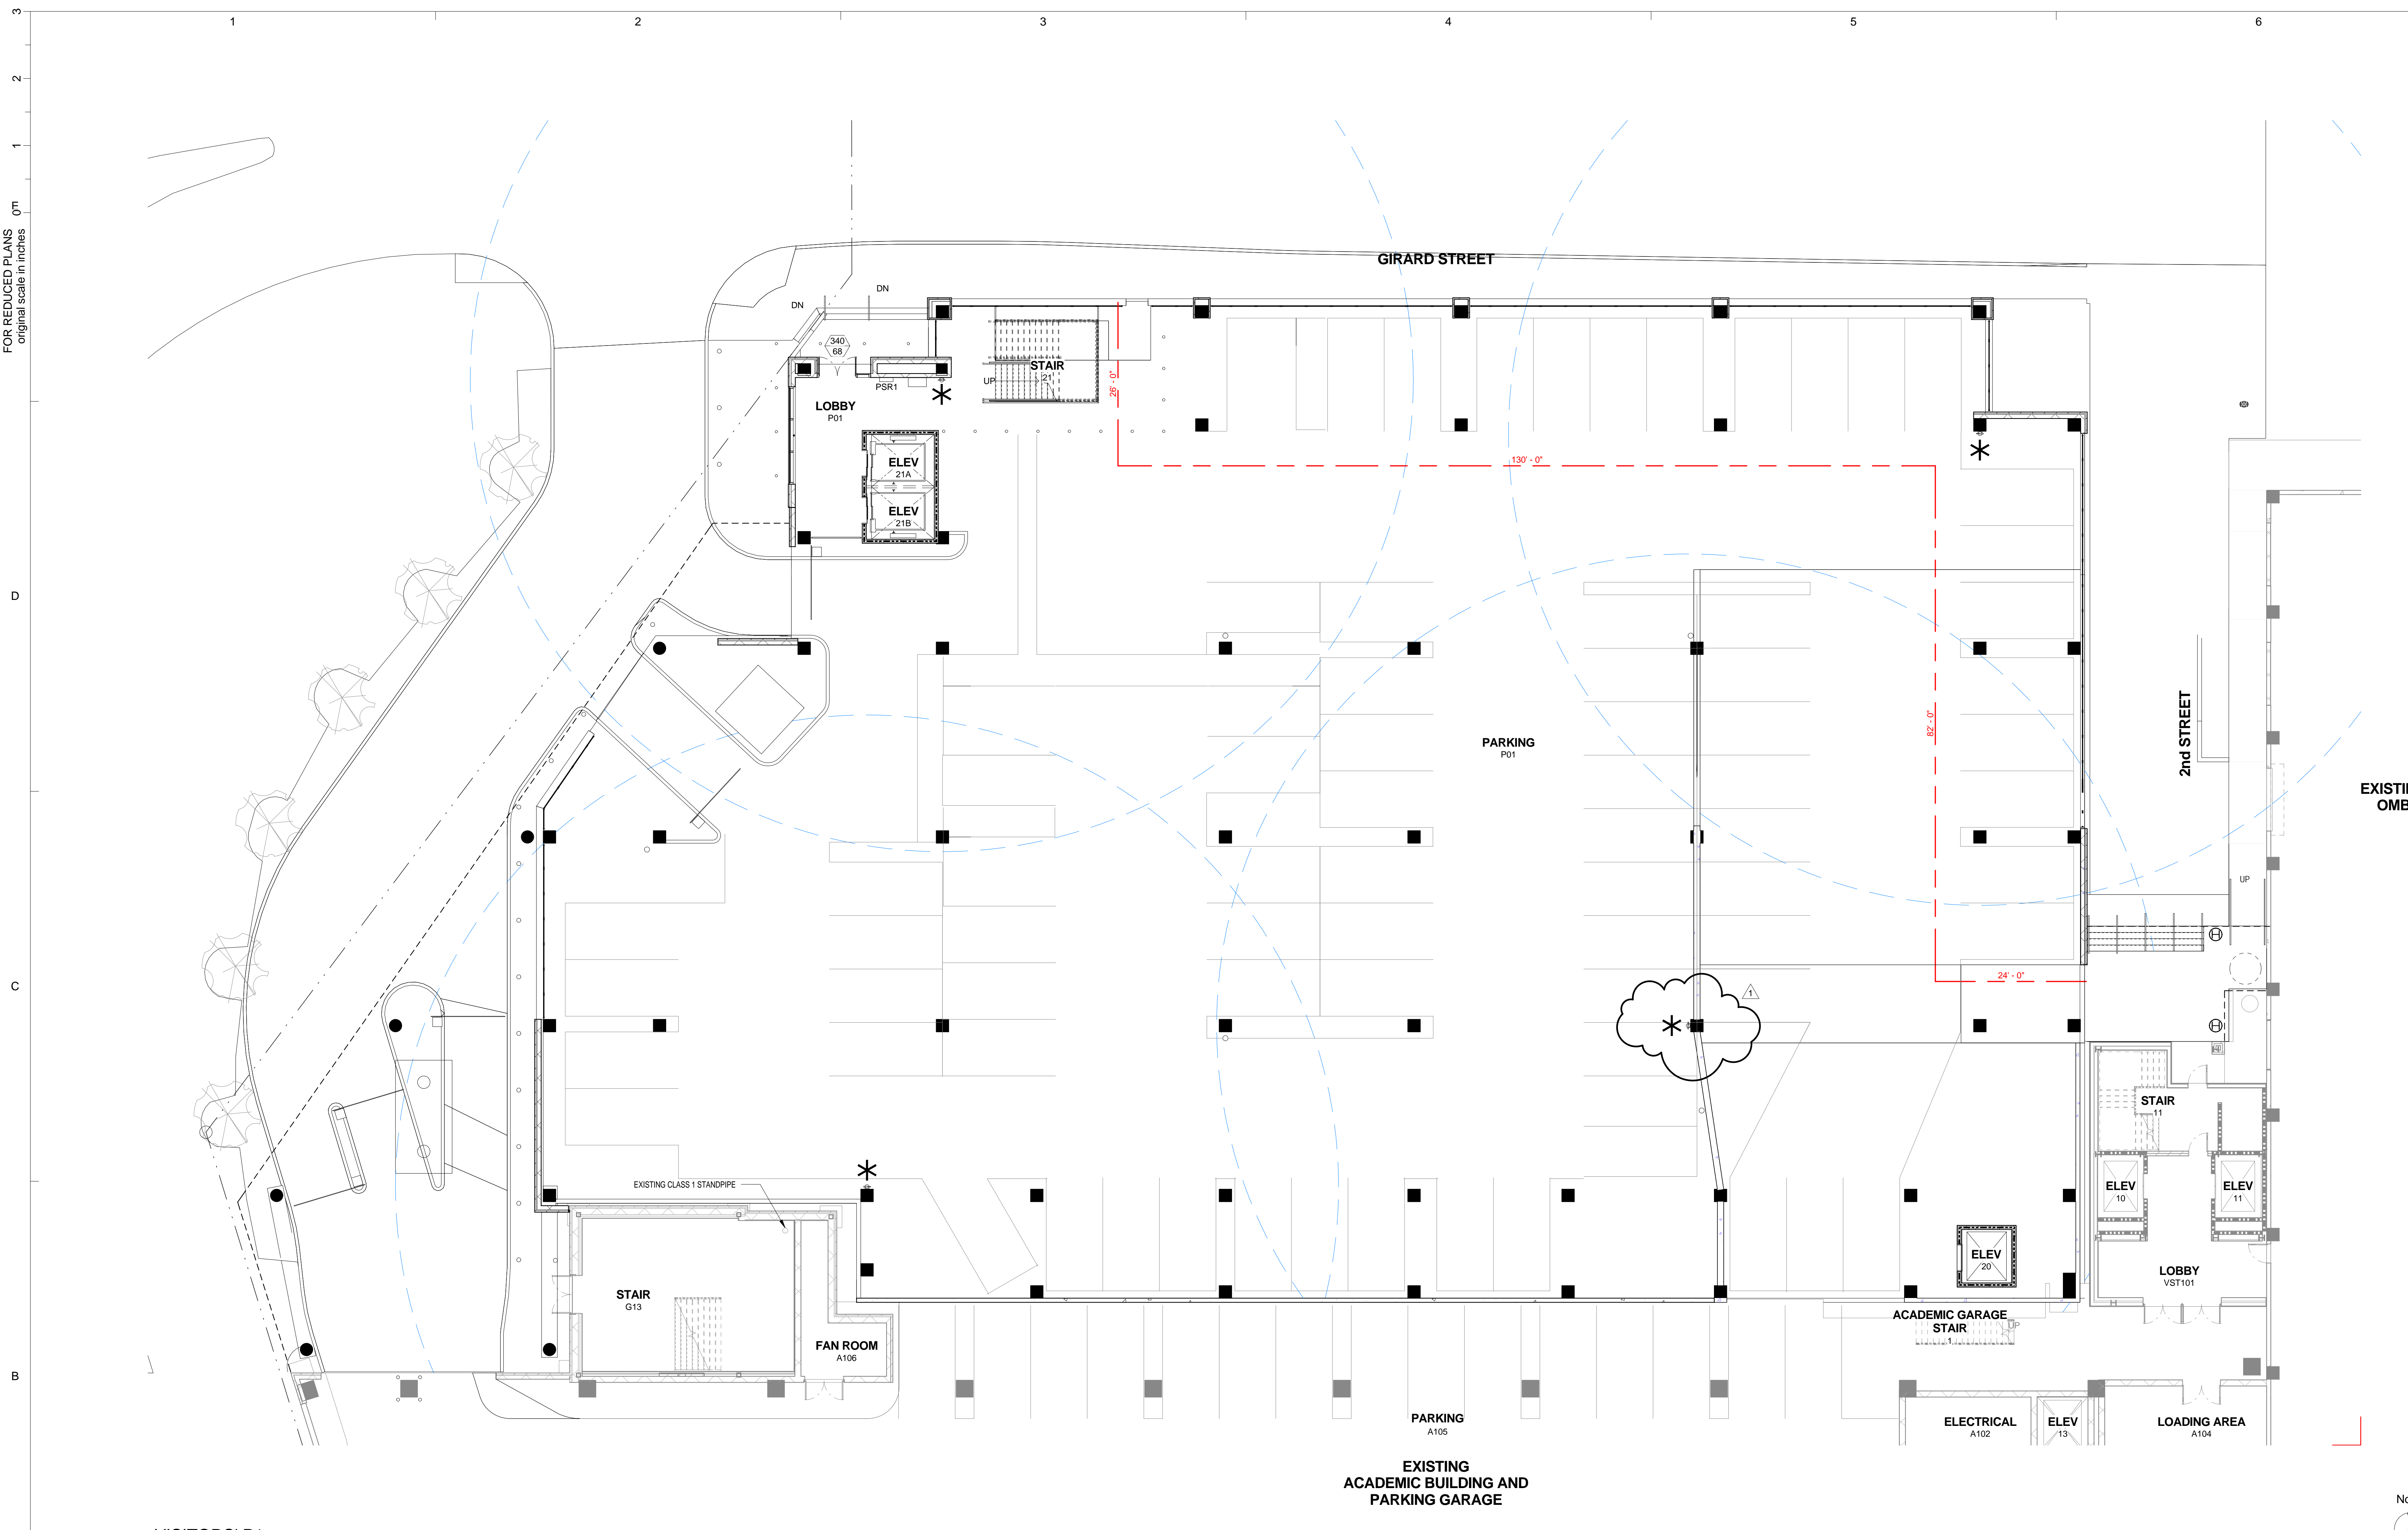 1 2 3 4 5 6
3
2
1
0
FOR REDUCED PLANS
original scale in inches
GIRARD STREET
DN
DN
340
68
PSR1
UP
STAIR
21
26' - 0"
LOBBY
P01
ELEV
21A
ELEV
21B
130' - 0"
D
PARKING
P01
82' - 0"
2nd STREET
UP
24' - 0"
C
1
STAIR
11
EXISTING CLASS 1 STANDPIPE
ELEV
10
ELEV
11
ELEV
20
LOBBY
VST101
STAIR
G13
ACADEMIC GARAGE
STAIR
1
UP
FAN ROOM
A106
B
PARKING
A105
ELECTRICAL
A102
ELEV
13
LOADING AREA
A104
EXISTING
ACADEMIC BUILDING AND
PARKING GARAGE